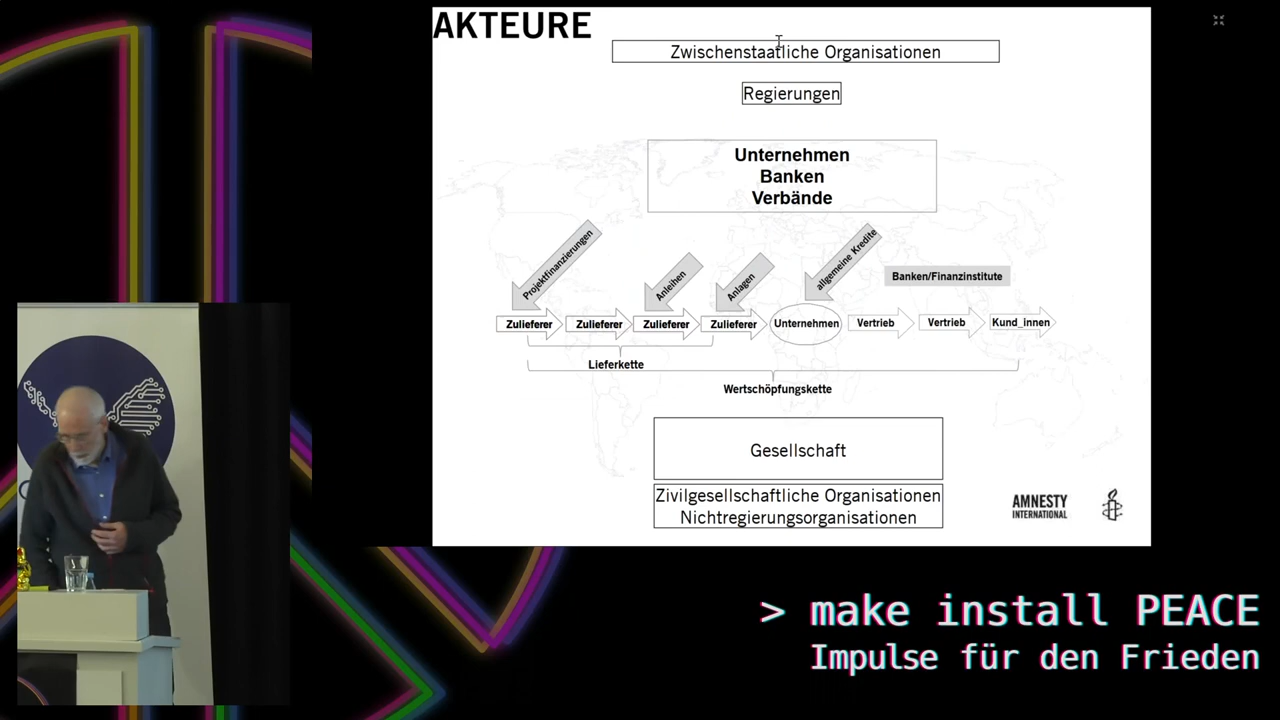 AKTEURE
Zwischenstaatliche Organisationen
Regierungen
Unternehmen
Banken
Verbände
Projektfinanzierungen
Anleihen
Anlagen
allgemeine Kredite
Banken/Finanzinstitute
Zulieferer
Zulieferer
Zulieferer
Zulieferer
Unternehmen
Vertrieb
Vertrieb
Kund_innen
Lieferkette
Wertschöpfungskette
Gesellschaft
Zivilgesellschaftliche Organisationen
Nichtregierungsorganisationen
AMNESTY
INTERNATIONAL
> make install PEACE
Impulse für den Frieden